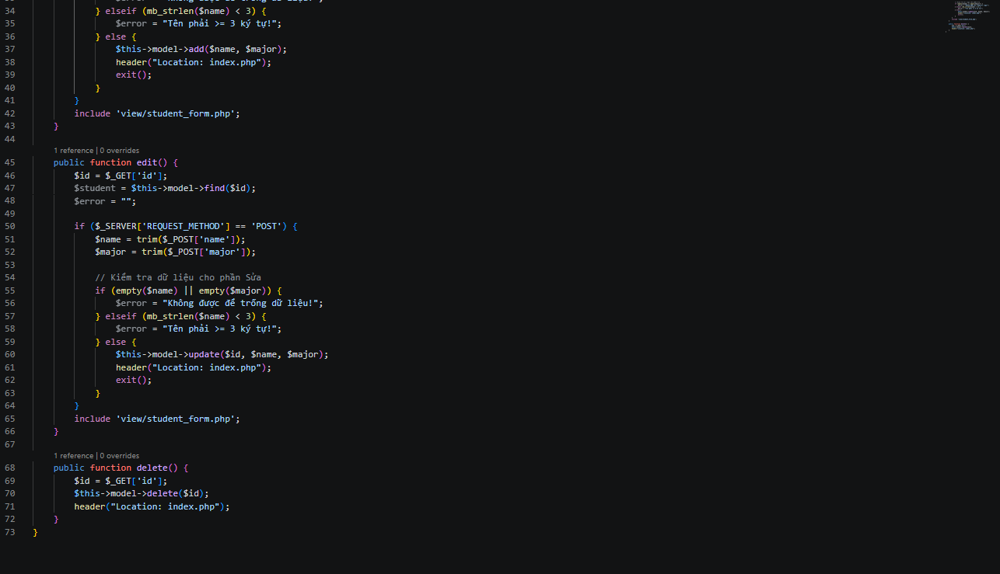 34 } elseif (mb_strlen($name) < 3) {
35 $error = "Tên phải >= 3 ký tự!";
36 } else {
37 $this->model->add($name, $major);
38 header("Location: index.php");
39 exit();
40 }
41 }
42 include 'view/student_form.php';
43 }
44
1 reference | 0 overrides
45 public function edit() {
46 $id = $_GET['id'];
47 $student = $this->model->find($id);
48 $error = "";
49
50 if ($_SERVER['REQUEST_METHOD'] == 'POST') {
51 $name = trim($_POST['name']);
52 $major = trim($_POST['major']);
53
54 // Kiểm tra dữ liệu cho phần Sửa
55 if (empty($name) || empty($major)) {
56 $error = "Không được để trống dữ liệu!";
57 } elseif (mb_strlen($name) < 3) {
58 $error = "Tên phải >= 3 ký tự!";
59 } else {
60 $this->model->update($id, $name, $major);
61 header("Location: index.php");
62 exit();
63 }
64 }
65 include 'view/student_form.php';
66 }
67
1 reference | 0 overrides
68 public function delete() {
69 $id = $_GET['id'];
70 $this->model->delete($id);
71 header("Location: index.php");
72 }
73 }